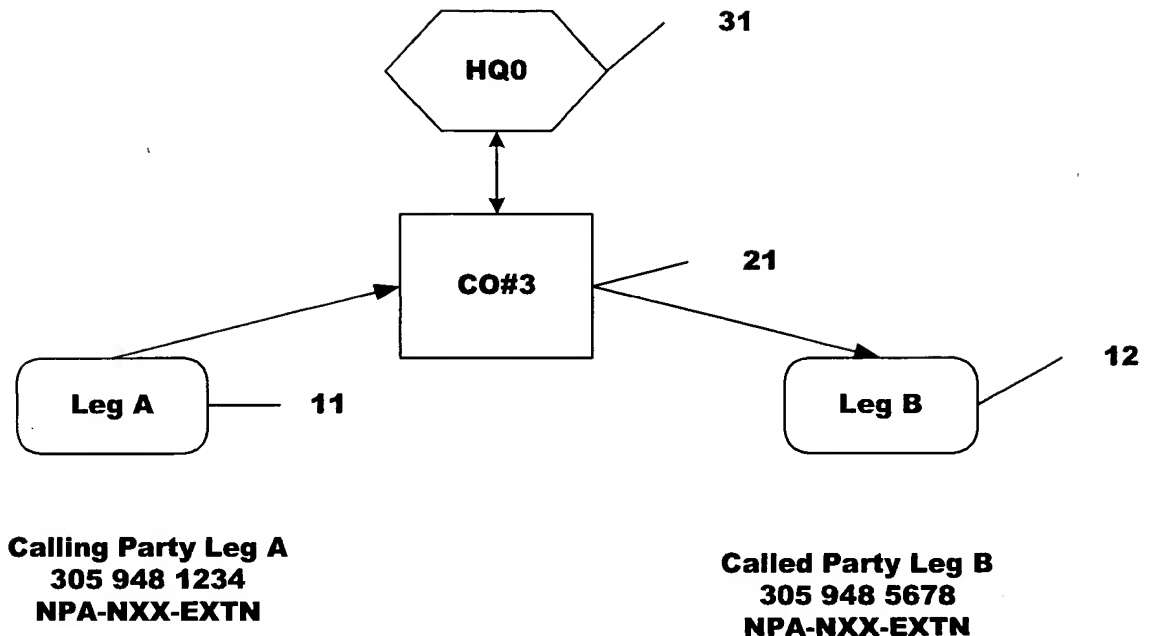 31
HQ0
21
CO#3
12
Leg A
11
Leg B
Calling Party Leg A
305 948 1234
NPA-NXX-EXTN
Called Party Leg B
305 948 5678
NPA-NXX-EXTN